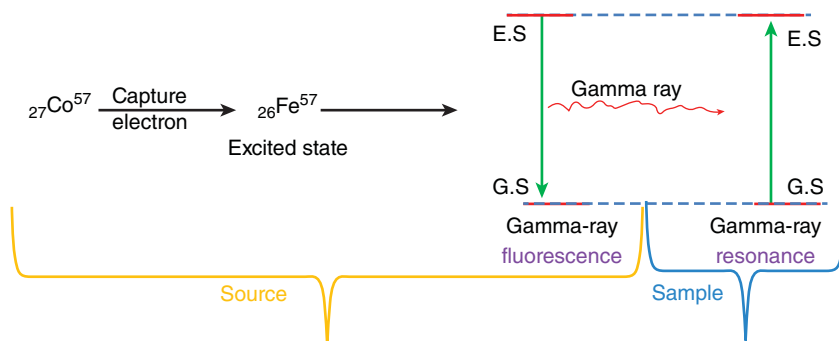 E.S
E.S
₂₇Co⁵⁷
Capture
electron
₂₆Fe⁵⁷
Excited state
Gamma ray
G.S
G.S
Gamma-ray
fluorescence
Gamma-ray
resonance
Source
Sample